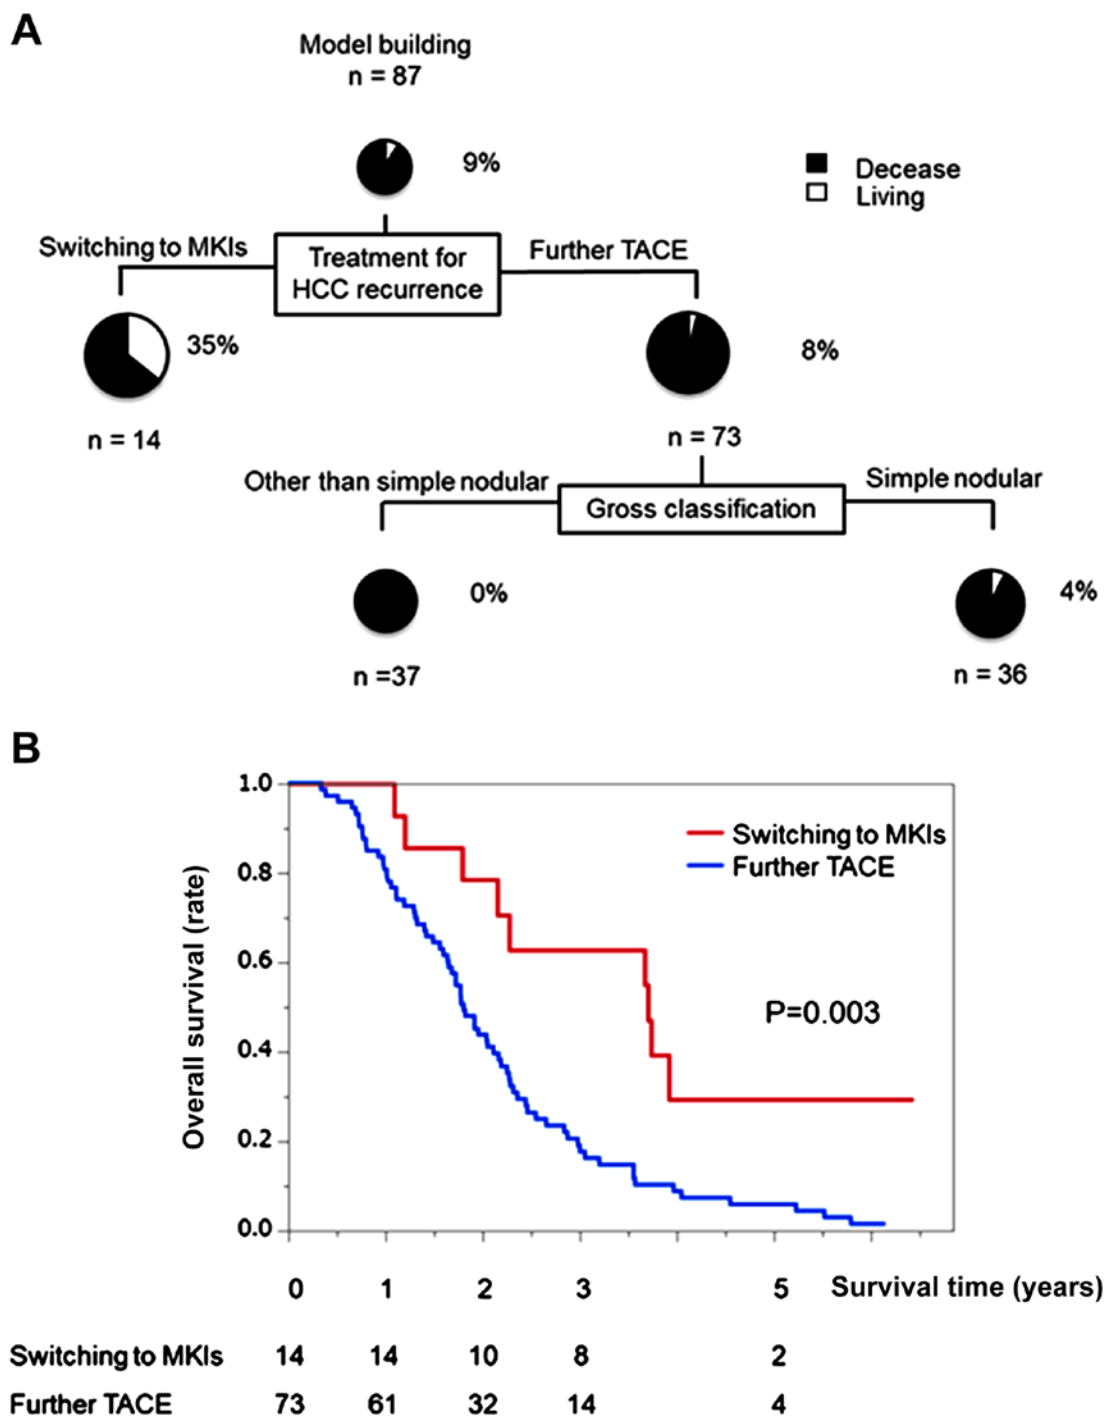 A
Model building
n = 87
9%
Decease
Living
Switching to MKIs
Treatment for
HCC recurrence
Further TACE
35%
8%
n = 14
n = 73
Other than simple nodular
Gross classification
Simple nodular
0%
4%
n =37
n = 36
B
1.0
0.8
0.6
0.4
0.2
0.0
Overall survival (rate)
Switching to MKIs
Further TACE
P=0.003
0 1 2 3 5 Survival time (years)
Switching to MKIs 14 14 10 8 2
Further TACE 73 61 32 14 4